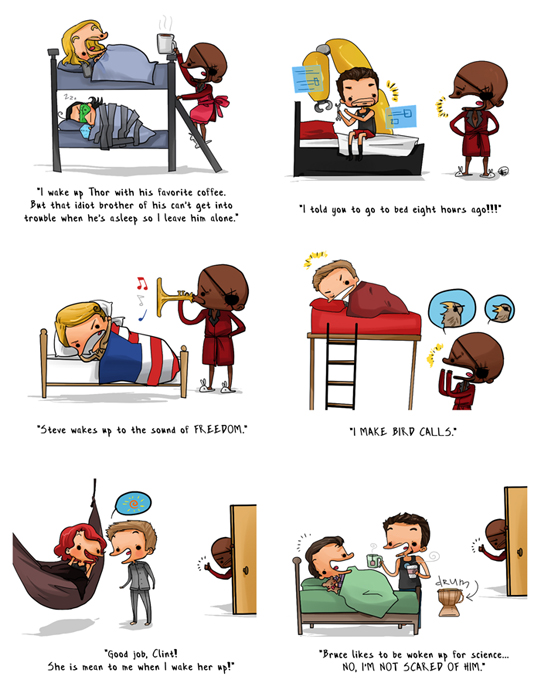 z.z.
"I wake up Thor with his favorite coffee.
But that idiot brother of his can't get into
trouble when he's asleep so I leave him alone."
"I told you to go to bed eight hours ago!!!"
"Steve wakes up to the sound of FREEDOM."
"I MAKE BIRD CALLS."
drum
"Good job, Clint!
She is mean to me when I wake her up!"
"Bruce likes to be woken up for science...
NO, I'M NOT SCARED OF HIM."